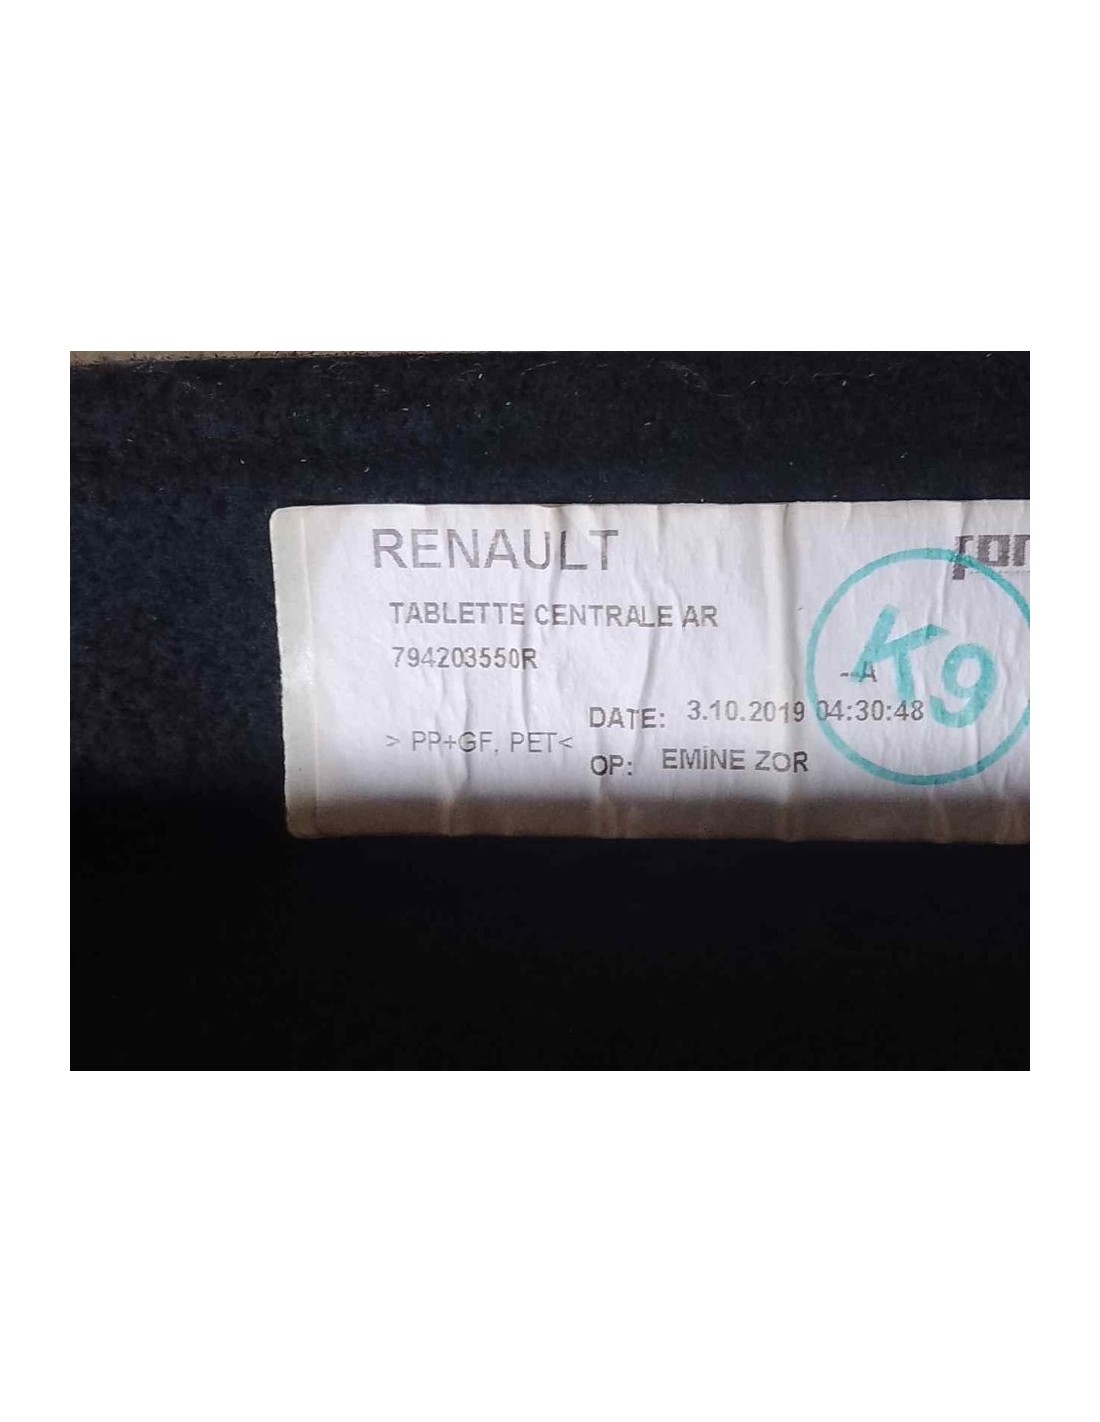 RENAULT
TABLETTE CENTRALE AR
794203550R
--A
DATE: 3.10.2019 04:30:48
> PP+GF, PET<
OP: EMİNE ZOR
K9